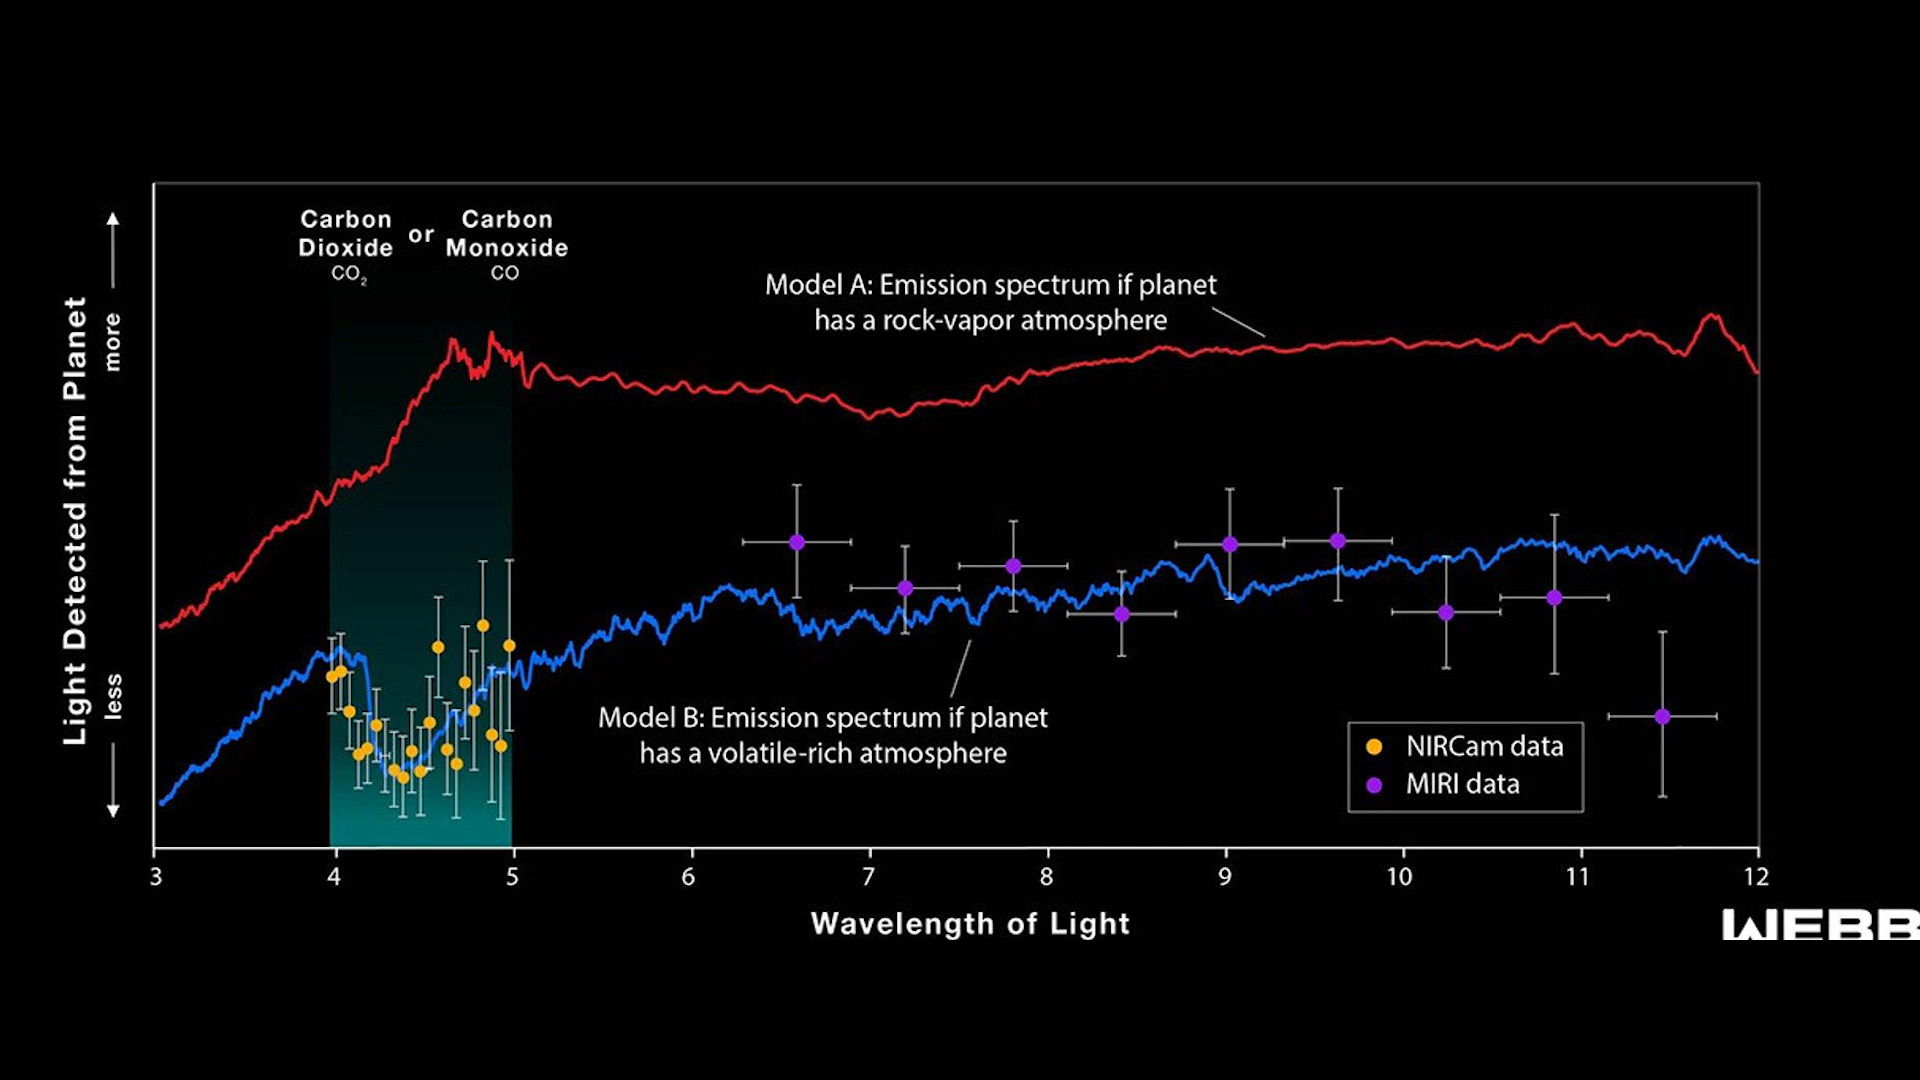 Carbon
Dioxide
CO₂
or
Carbon
Monoxide
CO
Model A: Emission spectrum if planet
has a rock-vapor atmosphere
Light Detected from Planet
more
less
Model B: Emission spectrum if planet
has a volatile-rich atmosphere
NIRCam data
MIRI data
3 4 5 6 7 8 9 10 11 12
Wavelength of Light
WEBB